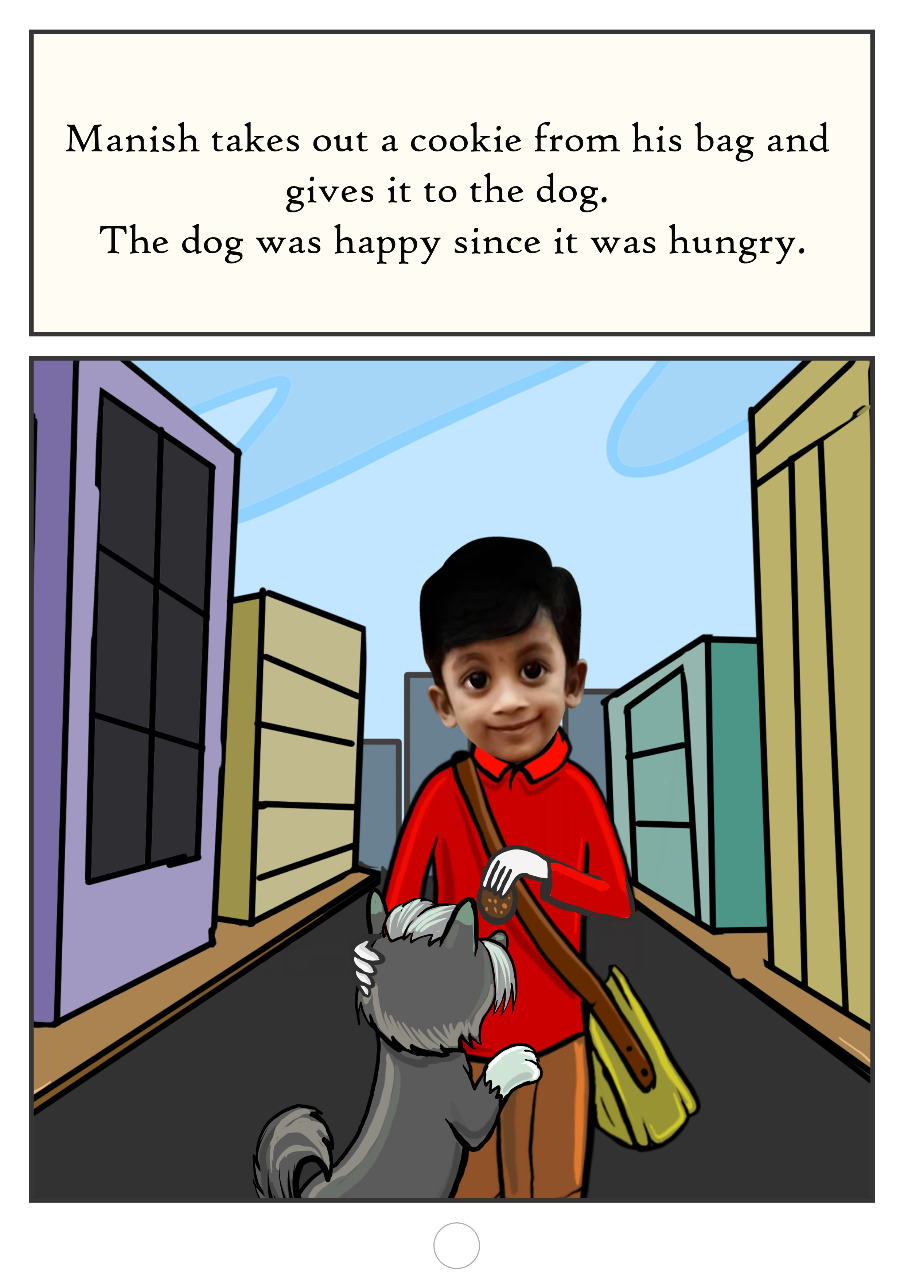 Manish takes out a cookie from his bag and
gives it to the dog.
The dog was happy since it was hungry.